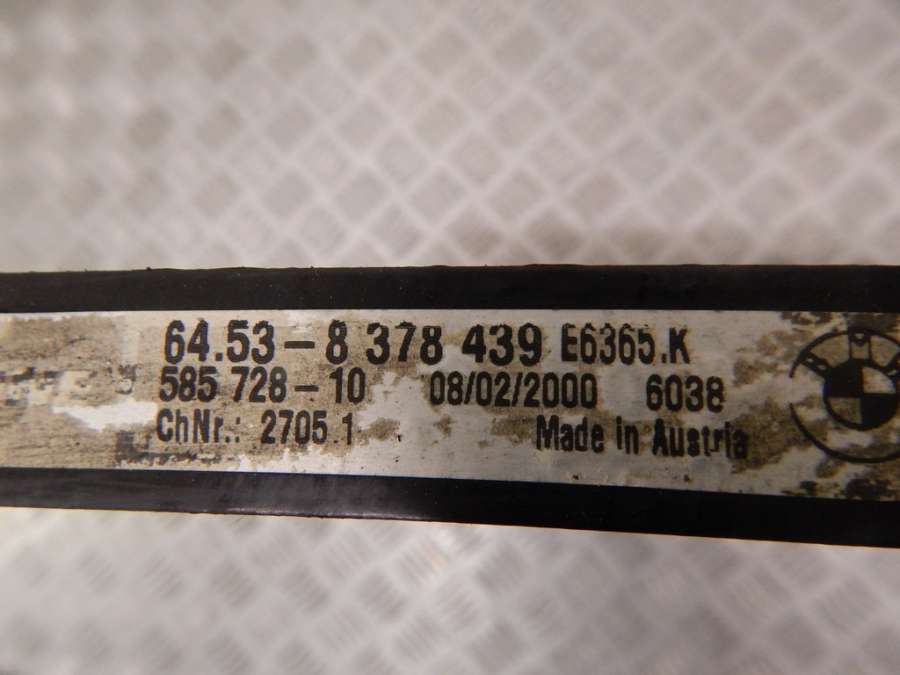 64.53-8 378 439 E6365.K
585 728-10 08/02/2000 6038
ChNr.: 2705.1 Made in Austria